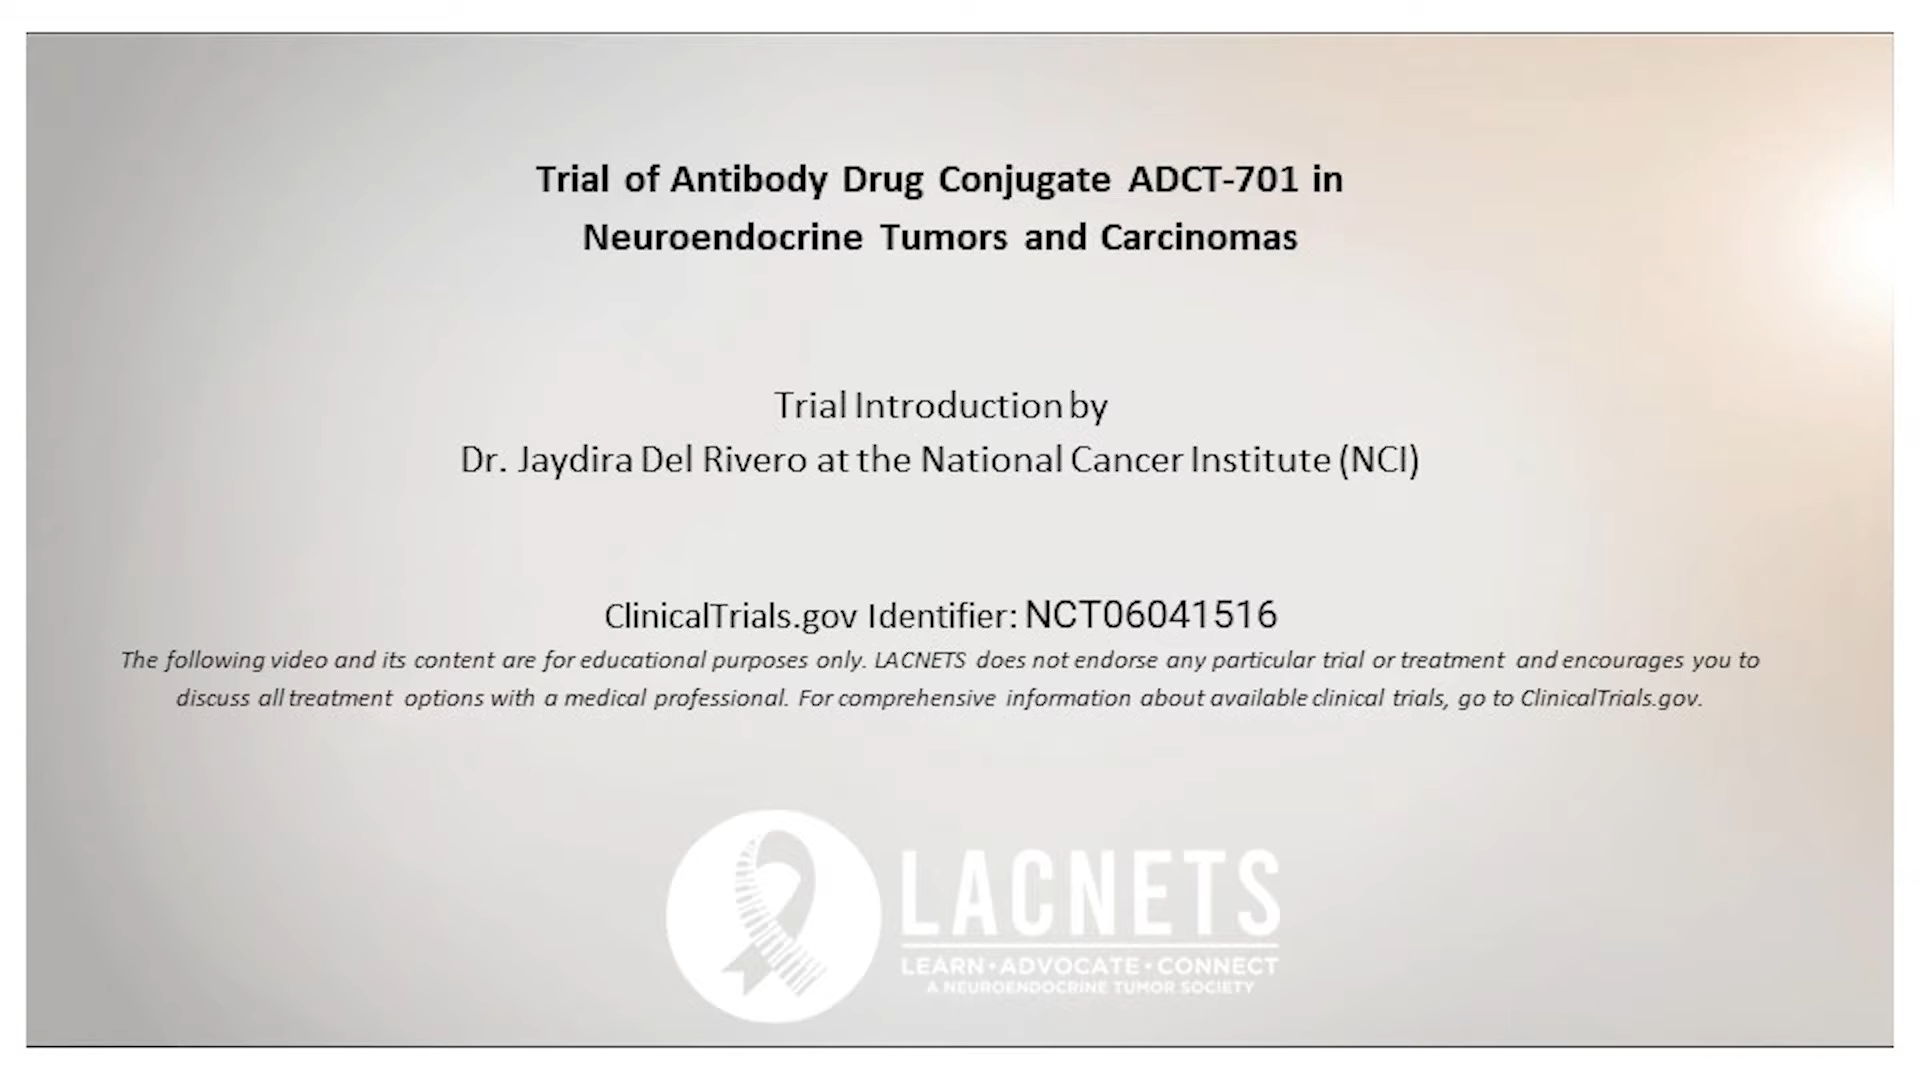 Trial of Antibody Drug Conjugate ADCT-701 in
Neuroendocrine Tumors and Carcinomas
Trial Introduction by
Dr. Jaydira Del Rivero at the National Cancer Institute (NCI)
ClinicalTrials.gov Identifier: NCT06041516
The following video and its content are for educational purposes only. LACNETS does not endorse any particular trial or treatment and encourages you to
discuss all treatment options with a medical professional. For comprehensive information about available clinical trials, go to ClinicalTrials.gov.
LACNETS
LEARN • ADVOCATE • CONNECT
A NEUROENDOCRINE TUMOR SOCIETY